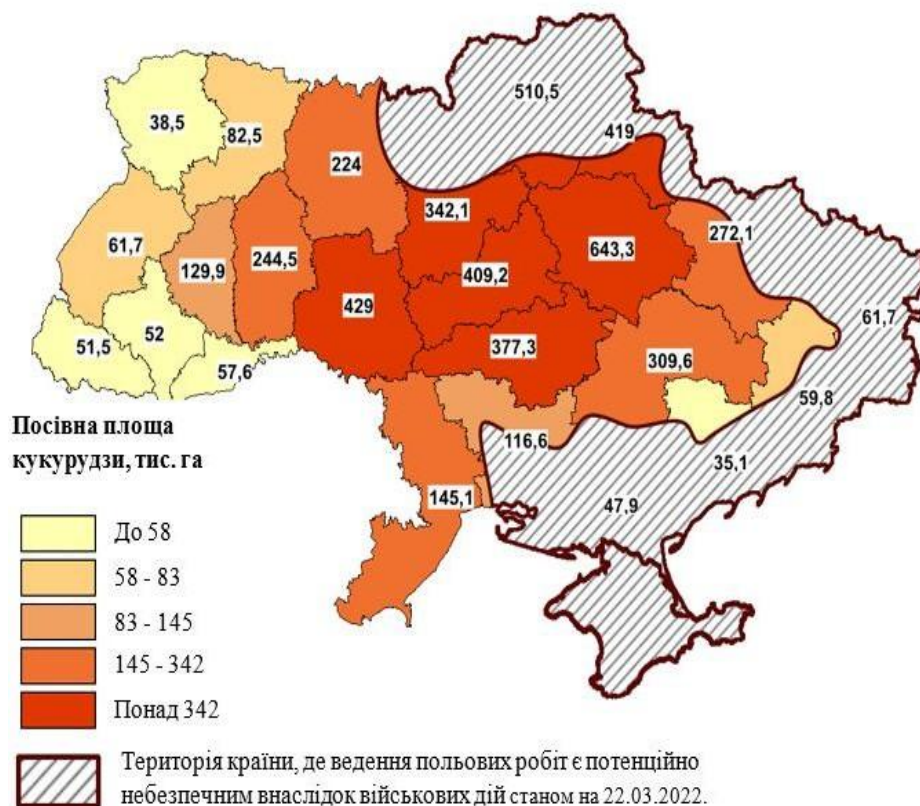 510,5
38,5
82,5
419
224
342,1
61,7
129,9
244,5
643,3
272,1
409,2
429
61,7
51,5
52
57,6
377,3
309,6
59,8
116,6
35,1
145,1
47,9
Посівна площа
кукурудзи, тис. га
До 58
58 - 83
83 - 145
145 - 342
Понад 342
Територія країни, де ведення польових робіт є потенційно
небезпечним внаслідок військових дій станом на 22.03.2022.